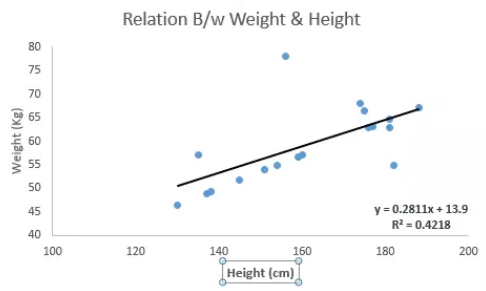 Relation B/w Weight & Height
80
75
70
65
60
55
50
45
40
Weight (Kg)
y = 0.2811x + 13.9
R² = 0.4218
100 120 140 160 180 200
Height (cm)